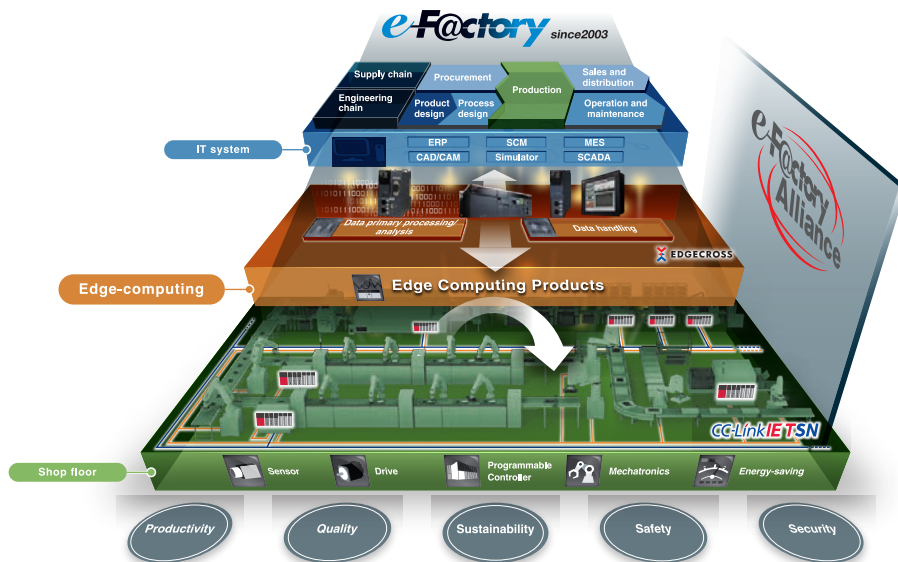 e-F@ctory since2003
Supply chain
Procurement
Production
Sales and
distribution
Engineering
chain
Product
design
Process
design
Operation and
maintenance
IT system
ERP
SCM
MES
CAD/CAM
Simulator
SCADA
Data primary processing/
analysis
Data handling
EDGECROSS
Edge-computing
Edge Computing Products
e-F@ctory
Alliance
CC-Link IE TSN
Shop floor
Sensor
Drive
Programmable
Controller
Mechatronics
Energy-saving
Productivity
Quality
Sustainability
Safety
Security